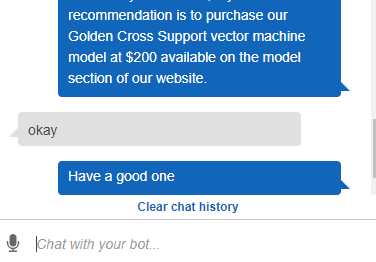 recommendation is to purchase our
Golden Cross Support vector machine
model at $200 available on the model
section of our website.
okay
Have a good one
Clear chat history
Chat with your bot...